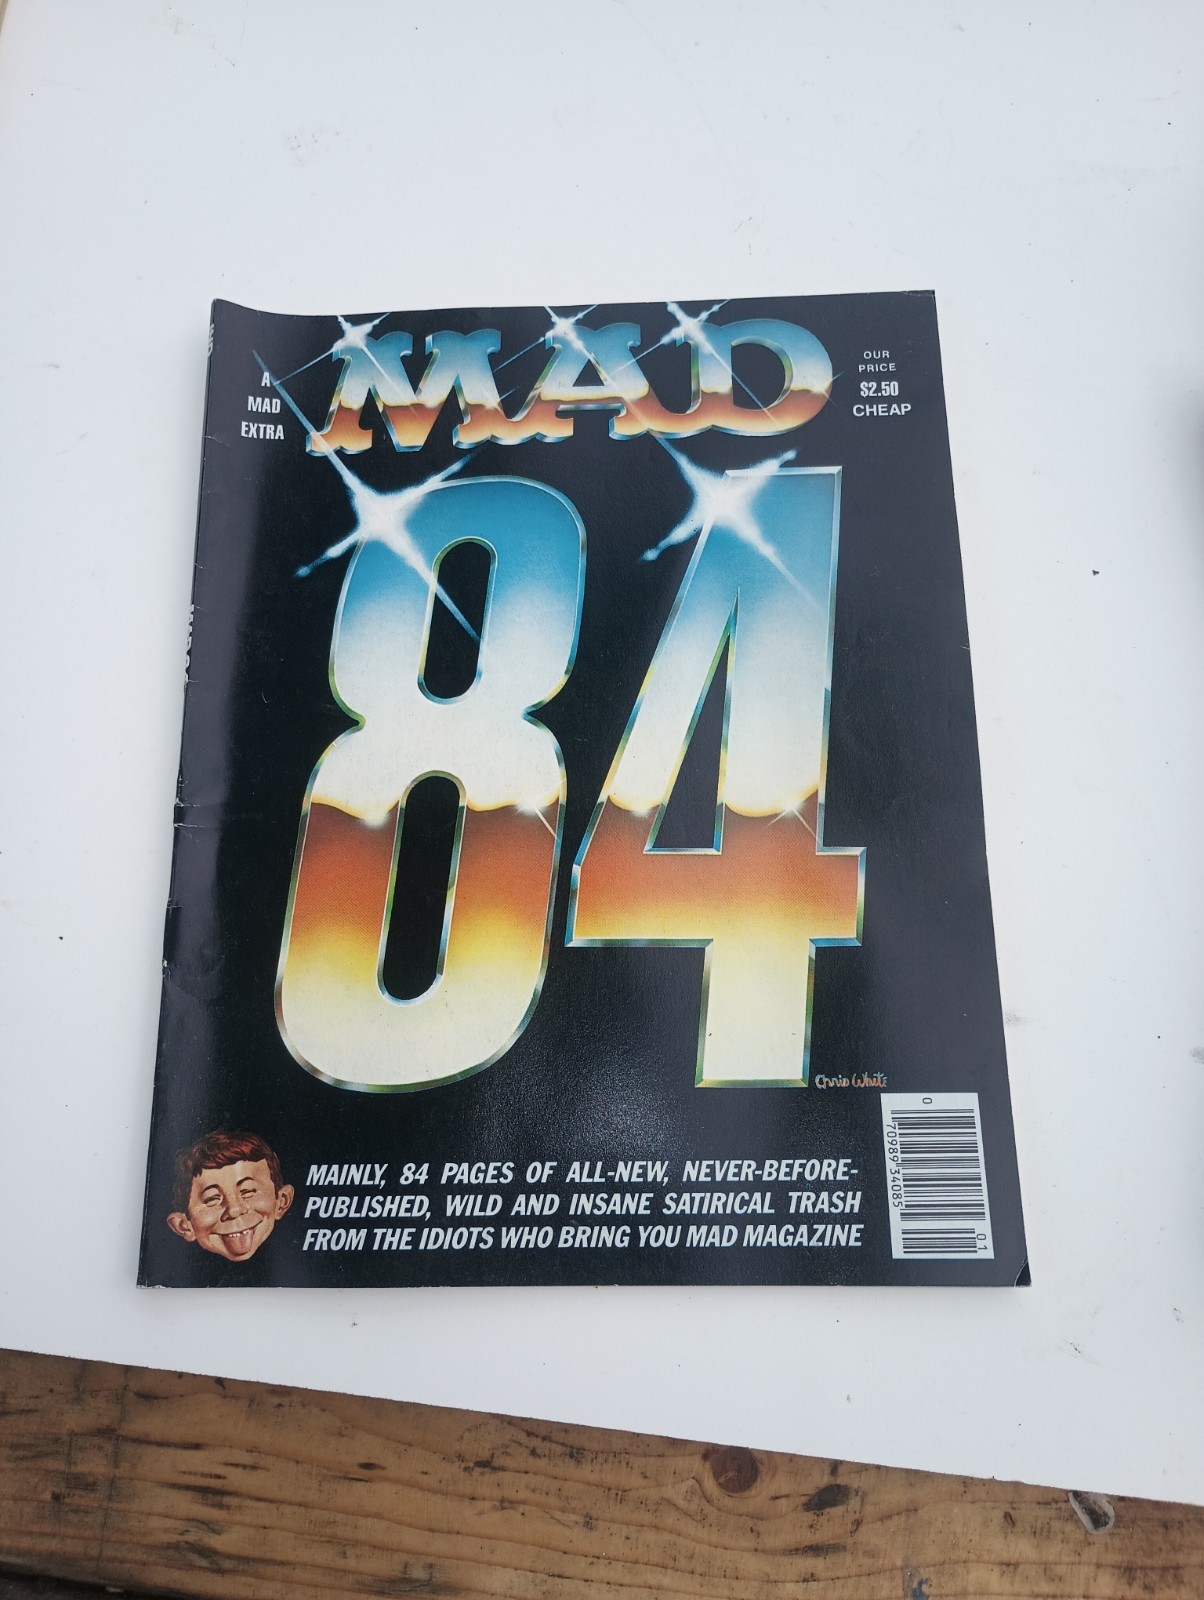 MAD
A
MAD
EXTRA
OUR
PRICE
$2.50
CHEAP
84
Chris White
MAINLY, 84 PAGES OF ALL-NEW, NEVER-BEFORE-
PUBLISHED, WILD AND INSANE SATIRICAL TRASH
FROM THE IDIOTS WHO BRING YOU MAD MAGAZINE
0
70989 34085
01